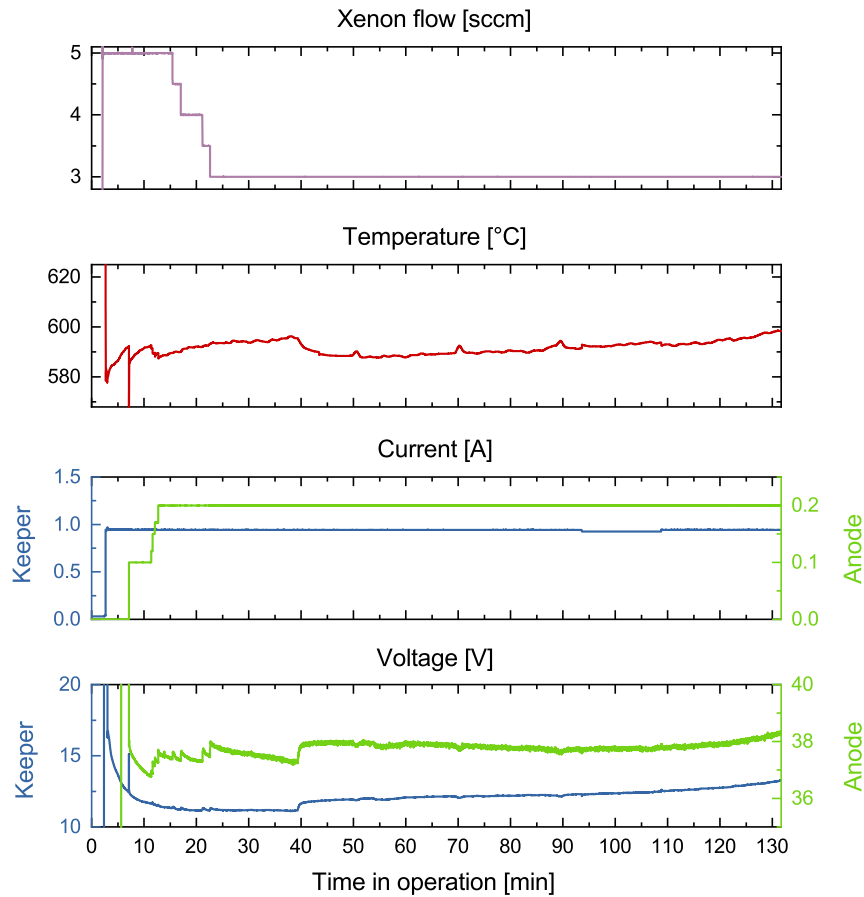 Xenon flow [sccm]
5
4
3
Temperature [°C]
620
600
580
Current [A]
1.5
1.0
0.5
0.0
Keeper
0.2
0.1
0.0
Anode
Voltage [V]
20
15
10
Keeper
40
38
36
Anode
0 10 20 30 40 50 60 70 80 90 100 110 120 130
Time in operation [min]